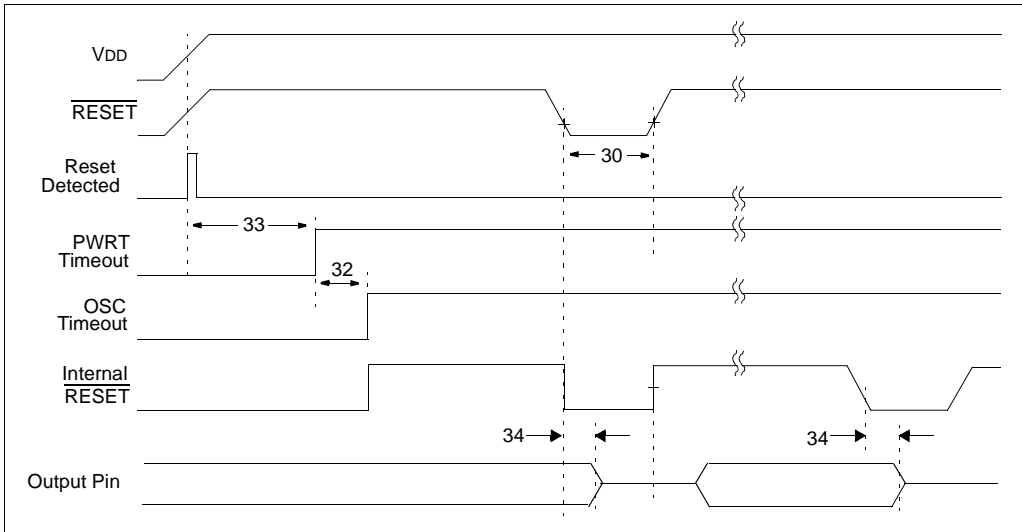 VDD
RESET
30
Reset
Detected
33
PWRT
Timeout
32
OSC
Timeout
Internal
RESET
34
34
Output Pin